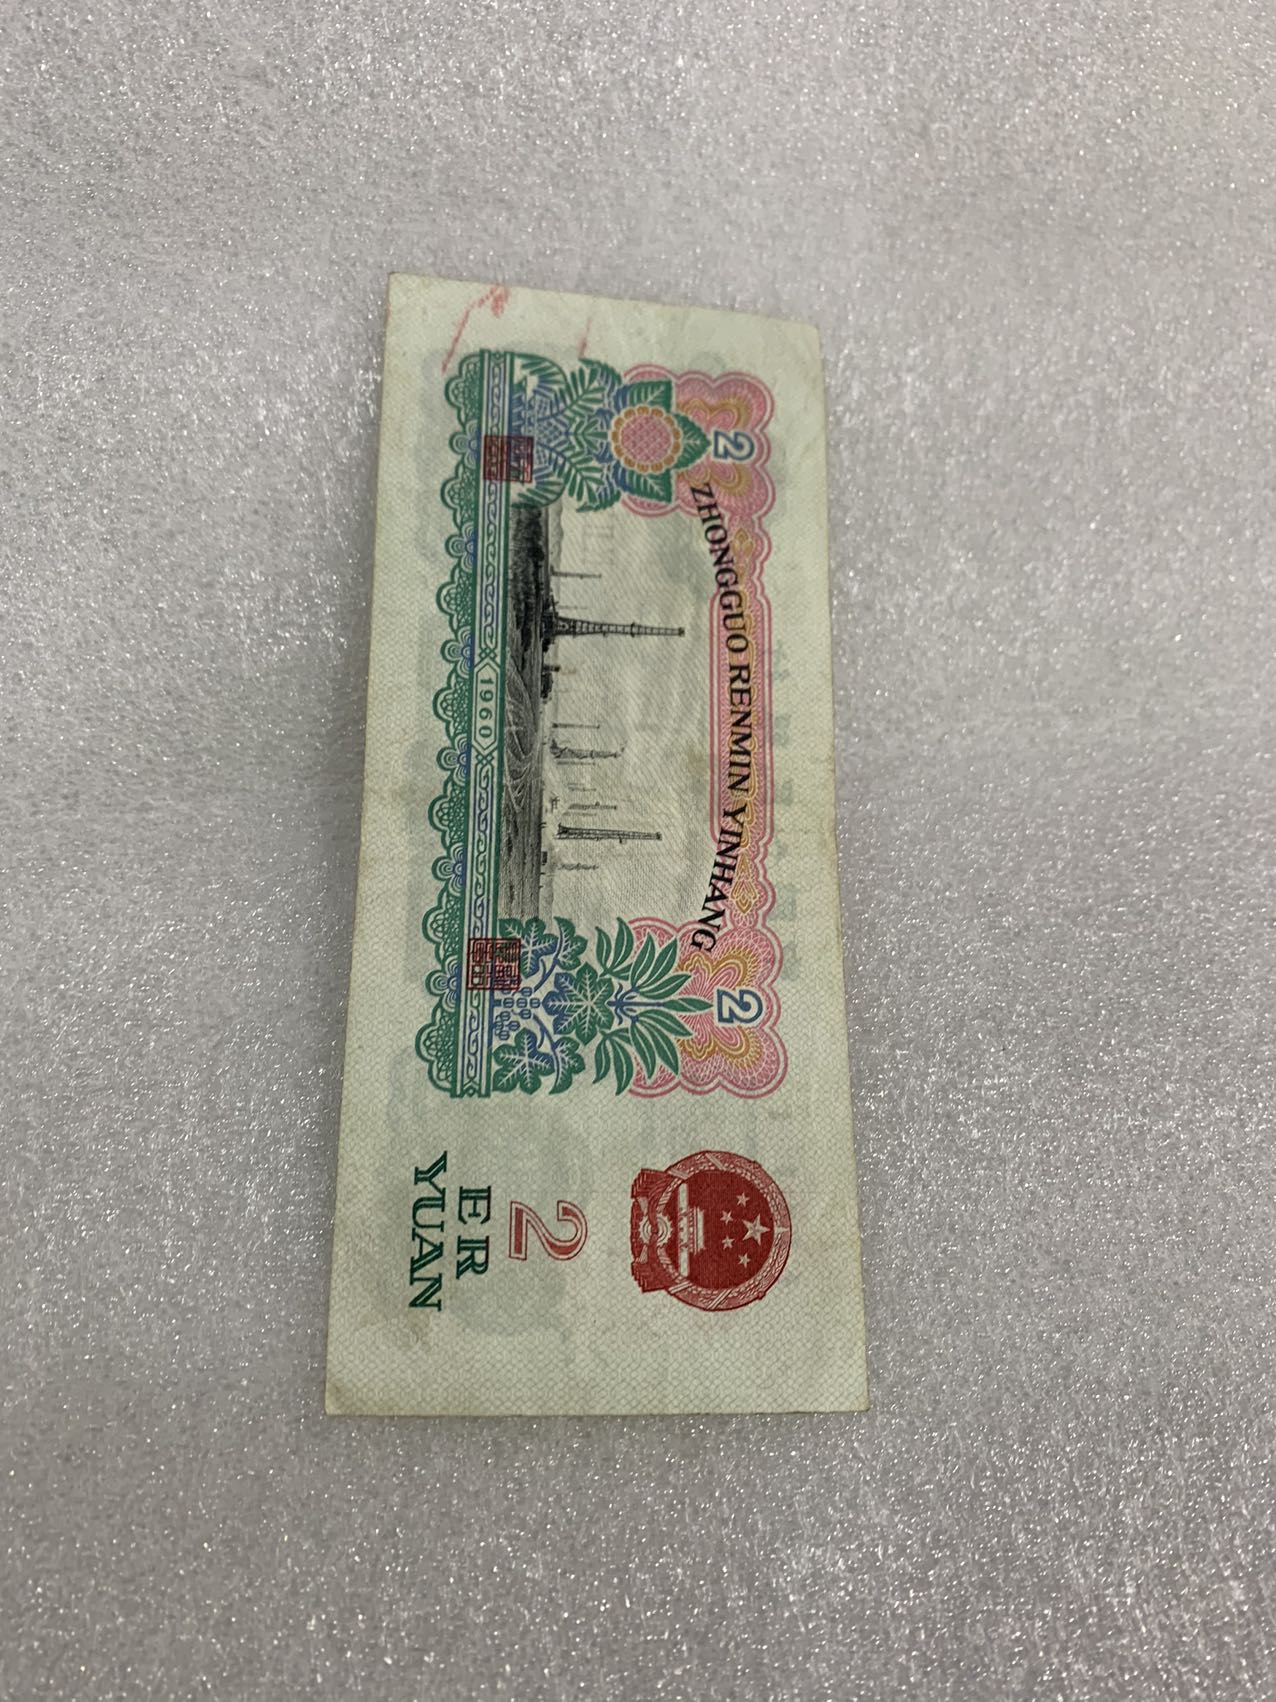 ZHONGGUO RENMIN YINHANG
2
2
1960
2
ER
YUAN